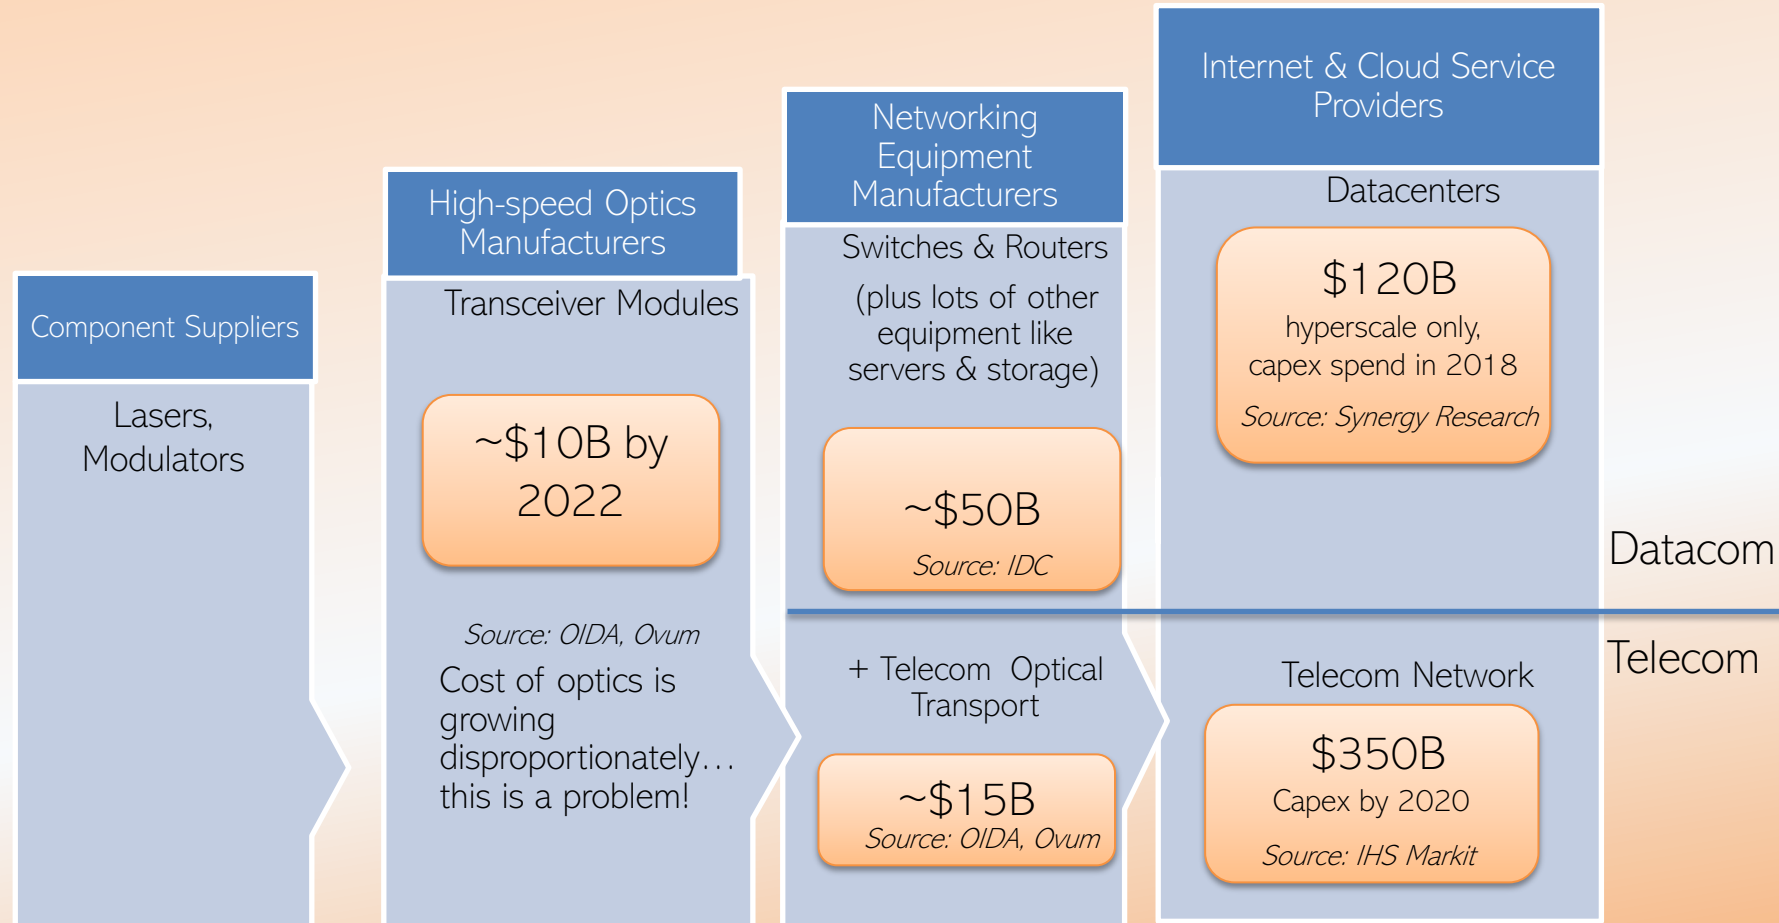 Component Suppliers
Lasers,
Modulators
High-speed Optics
Manufacturers
Transceiver Modules
~$10B by
2022
Source: OIDA, Ovum
Cost of optics is
growing
disproportionately…
this is a problem!
Networking
Equipment
Manufacturers
Switches & Routers
(plus lots of other
equipment like
servers & storage)
~$50B
Source: IDC
+ Telecom Optical
Transport
~$15B
Source: OIDA, Ovum
Internet & Cloud Service
Providers
Datacenters
$120B
hyperscale only,
capex spend in 2018
Source: Synergy Research
Telecom Network
$350B
Capex by 2020
Source: IHS Markit
Datacom
Telecom